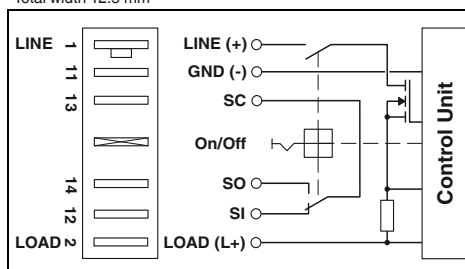 Total width 12.5 mm
LINE 1 LINE (+)
11 GND (-)
13 SC
On/Off
14 SO
12 SI
LOAD 2 LOAD (L+)
Control Unit